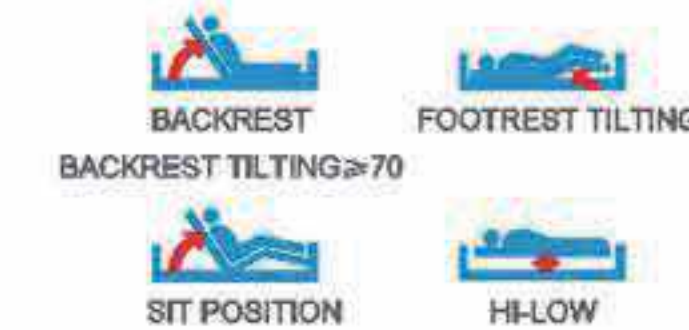 BACKREST
FOOTREST TILTING
BACKREST TILTING≥70
SIT POSITION
HI-LOW